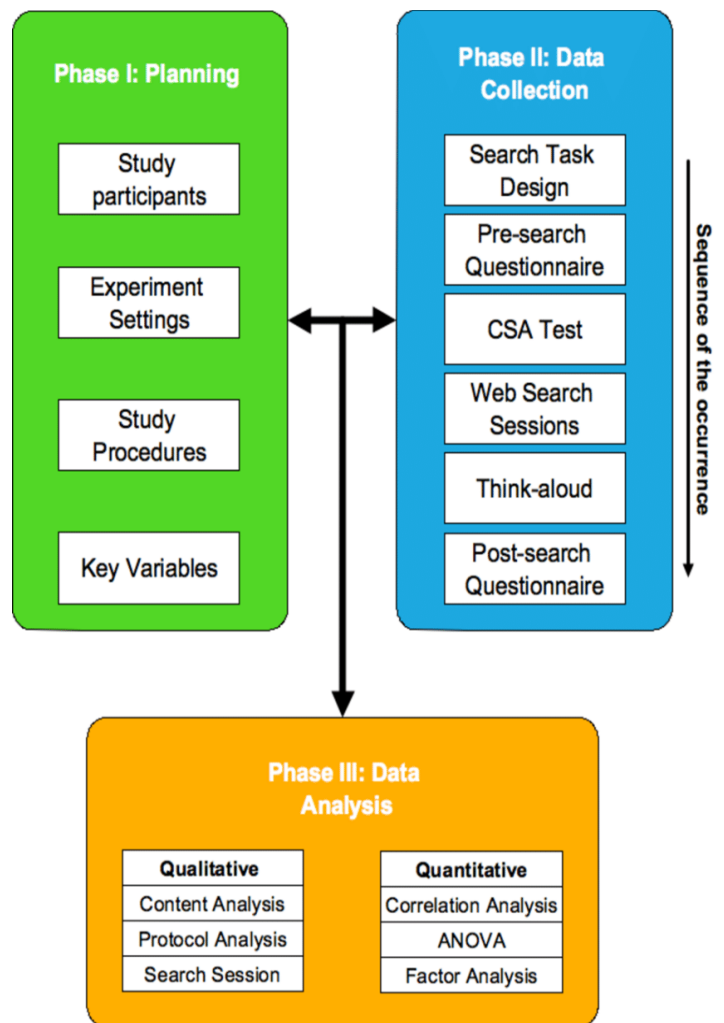 Phase I: Planning
Study
participants
Experiment
Settings
Study
Procedures
Key Variables
Phase II: Data
Collection
Search Task
Design
Pre-search
Questionnaire
CSA Test
Web Search
Sessions
Think-aloud
Post-search
Questionnaire
Sequence of the occurrence
Phase III: Data
Analysis
Qualitative
Content Analysis
Protocol Analysis
Search Session
Quantitative
Correlation Analysis
ANOVA
Factor Analysis